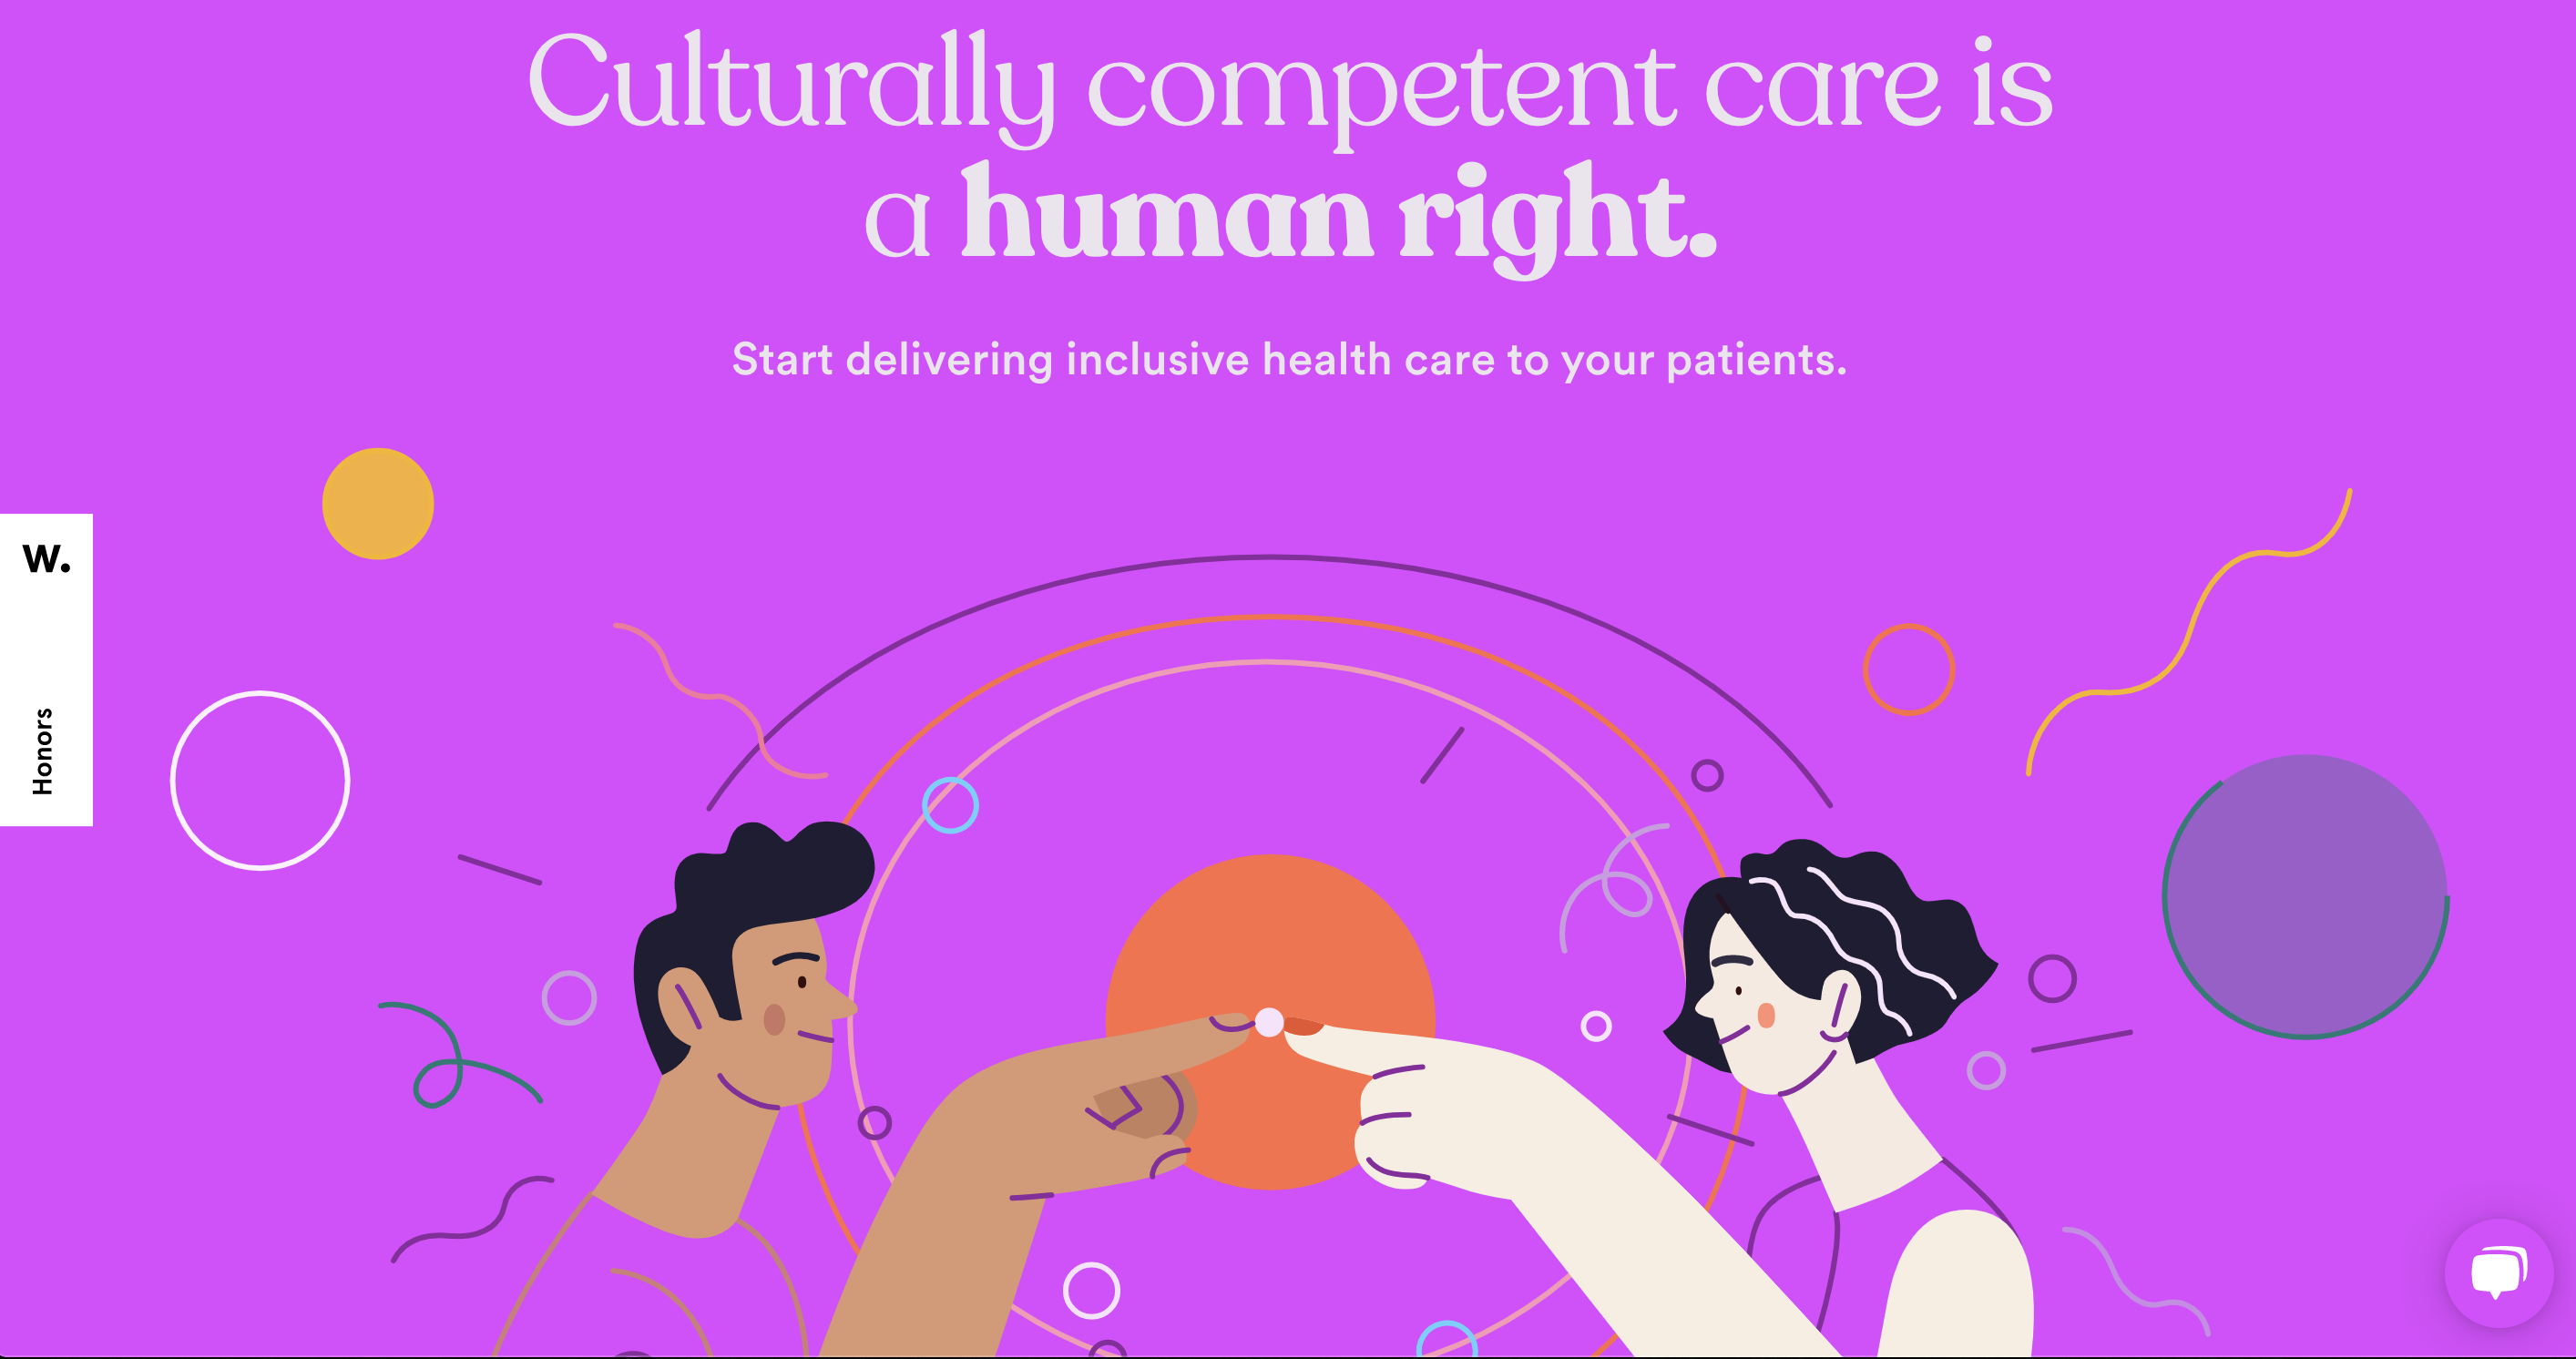 Culturally competent care is
a human right.
Start delivering inclusive health care to your patients.
W.
Honors